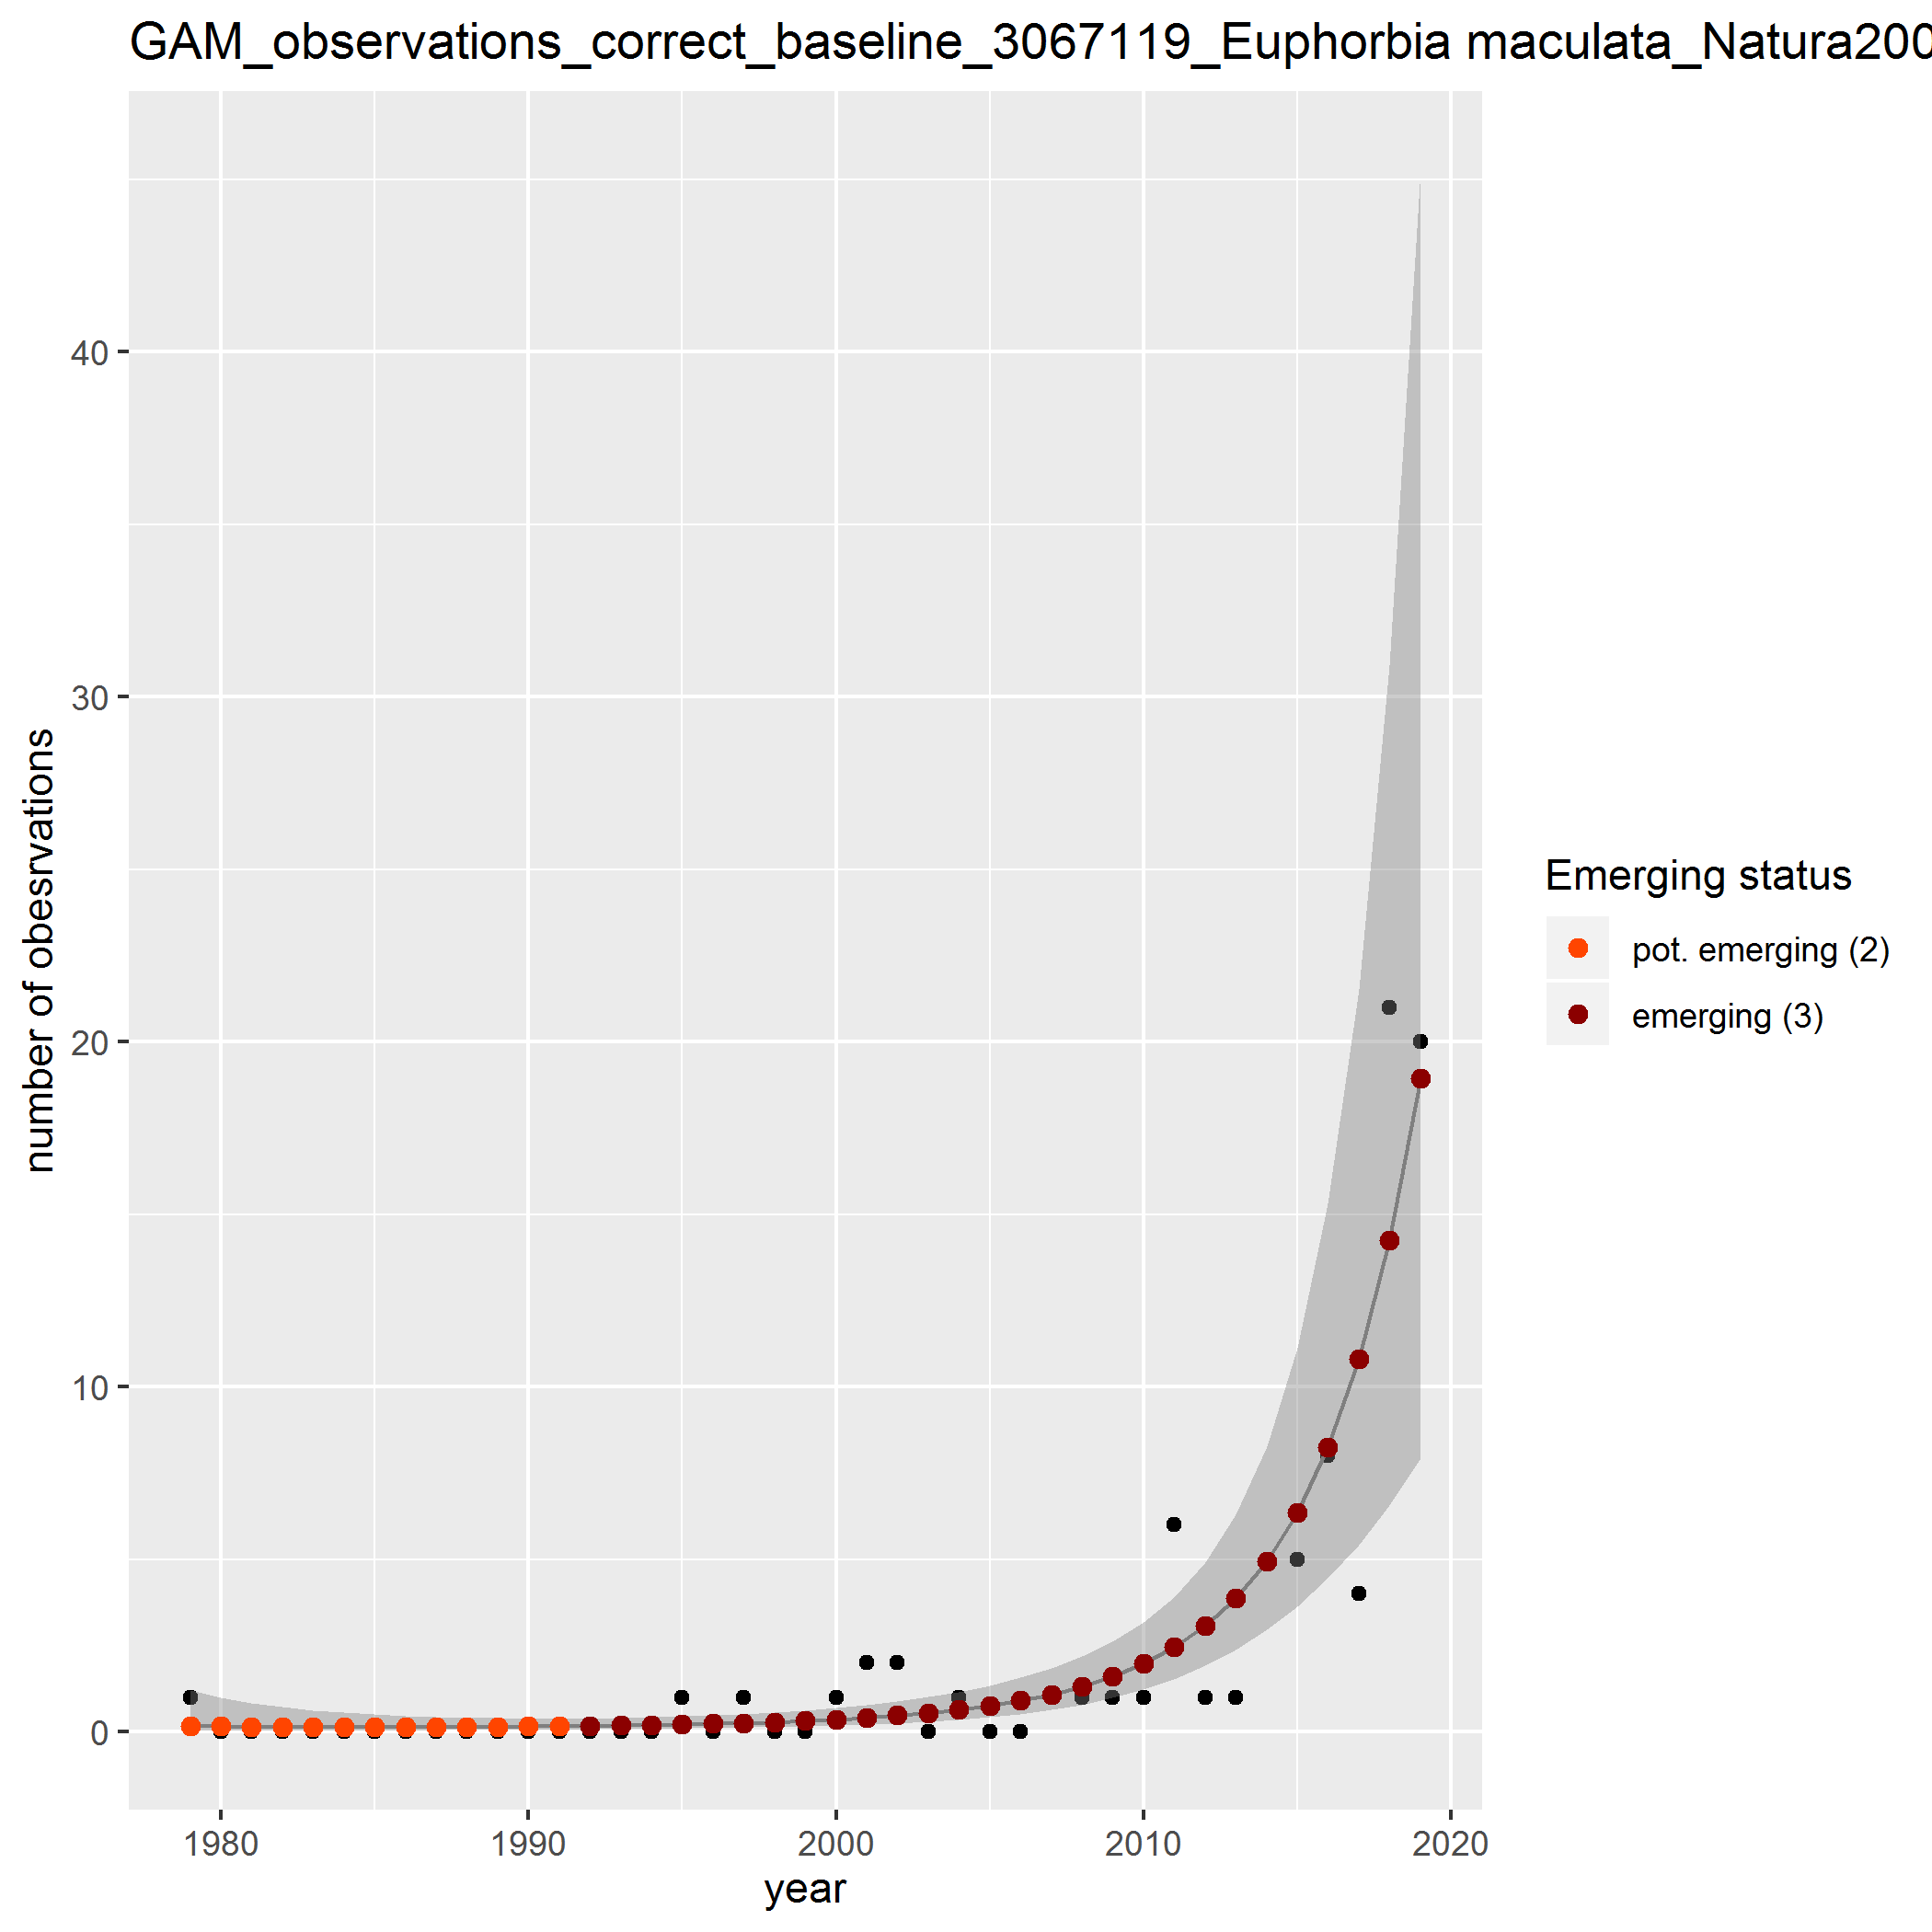 GAM_observations_correct_baseline_3067119_Euphorbia maculata_Natura200
number of obesrvations
40
30
20
10
0
1980 1990 2000 2010 2020
year
Emerging status
pot. emerging (2)
emerging (3)